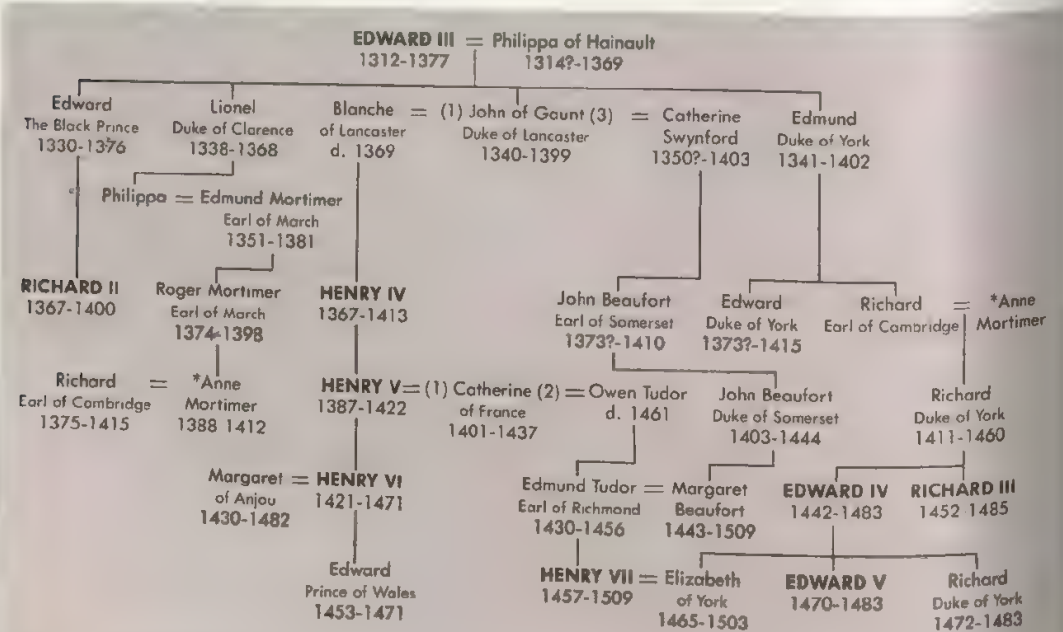 EDWARD III = Philippa of Hainault
1312-1377 1314?-1369
Edward Lionel Blanche = (1) John of Gaunt (3) = Catherine Edmund
The Black Prince Duke of Clarence of Lancaster Duke of Lancaster Swynford Duke of York
1330-1376 1338-1368 d. 1369 1340-1399 1350?-1403 1341-1402
Philippa = Edmund Mortimer
Earl of March
1351-1381
RICHARD II Roger Mortimer HENRY IV John Beaufort Edward Richard = *Anne
1367-1400 Earl of March 1367-1413 Earl of Somerset Duke of York Earl of Cambridge Mortimer
1374-1398 1373?-1410 1373?-1415
Richard = *Anne HENRY V = (1) Catherine (2) = Owen Tudor John Beaufort Richard
Earl of Cambridge Mortimer 1387-1422 of France d. 1461 Duke of Somerset Duke of York
1375-1415 1388 1412 1401-1437 1403-1444 1411-1460
Margaret = HENRY VI Edmund Tudor = Margaret EDWARD IV RICHARD III
of Anjou 1421-1471 Earl of Richmond Beaufort 1442-1483 1452 1485
1430-1482 1430-1456 1443-1509
Edward HENRY VII = Elizabeth EDWARD V Richard
Prince of Wales 1457-1509 of York 1470-1483 Duke of York
1453-1471 1465-1503 1472-1483